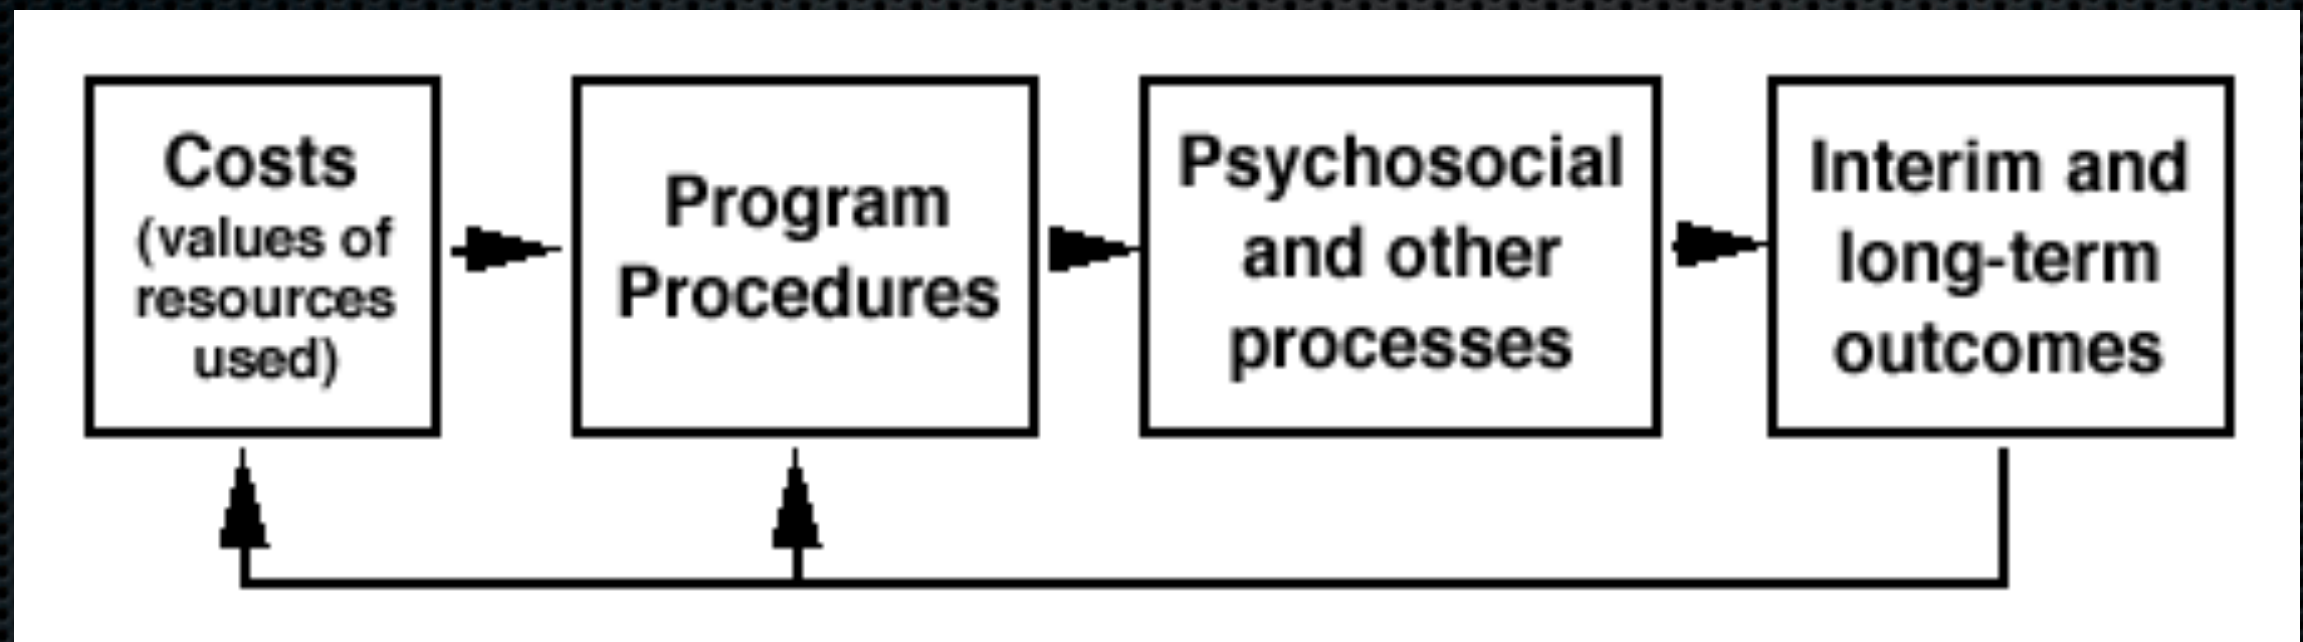 Costs
(values of
resources
used)
Program
Procedures
Psychosocial
and other
processes
Interim and
long-term
outcomes